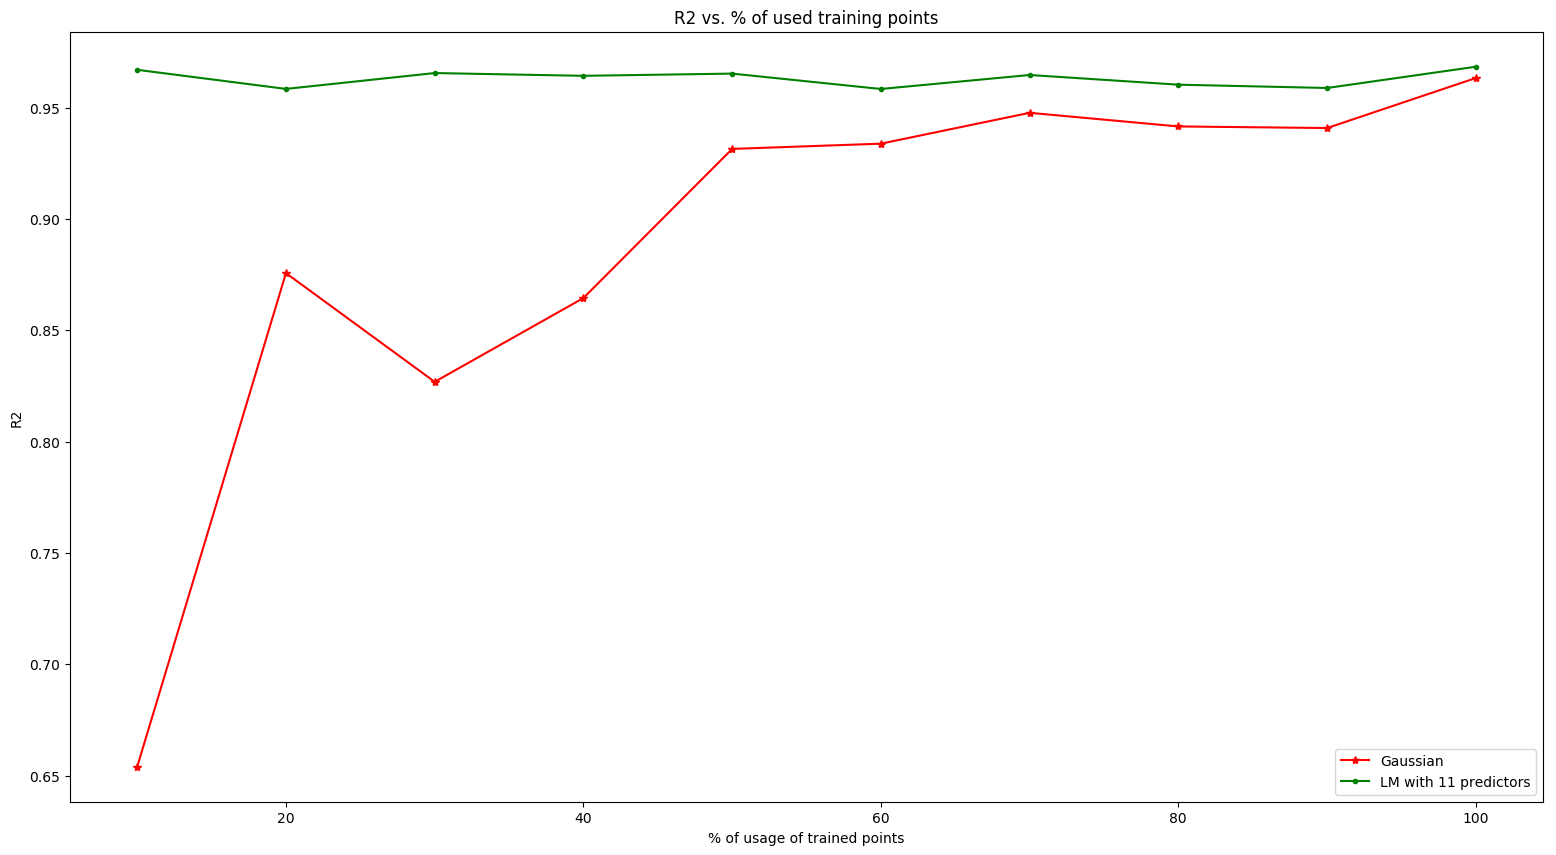 R2 vs. % of used training points
R2
0.95
0.90
0.85
0.80
0.75
0.70
0.65
20
40
60
80
100
% of usage of trained points
Gaussian
LM with 11 predictors